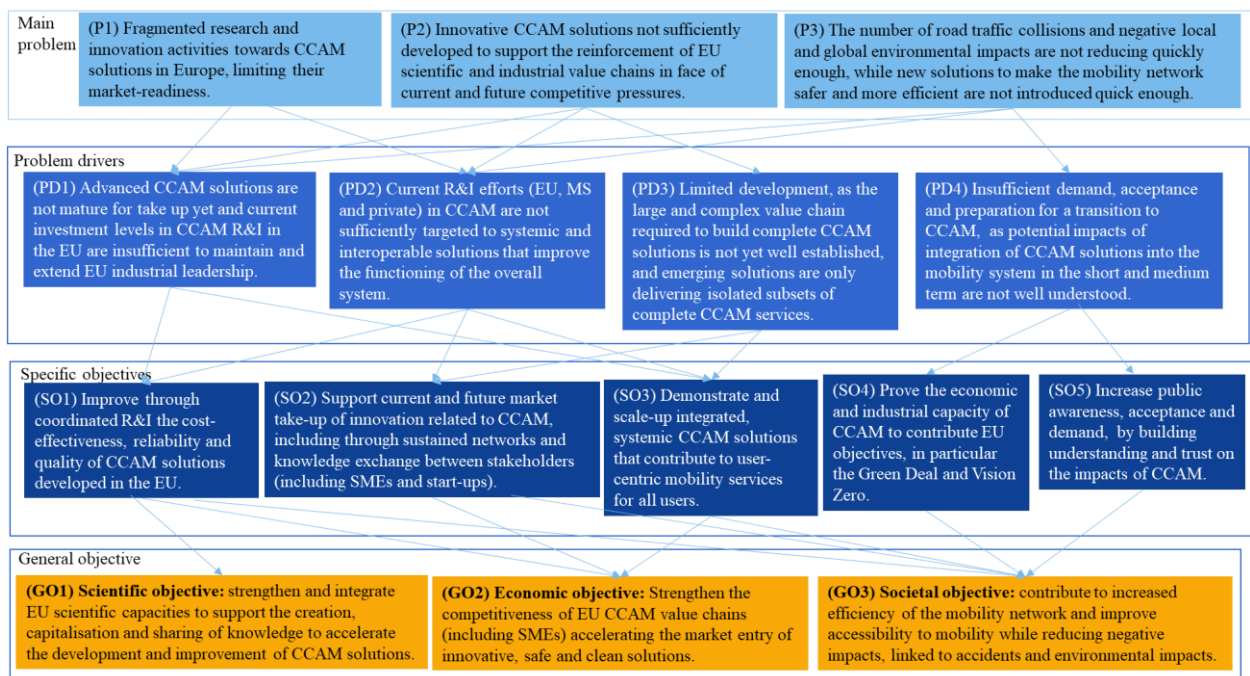 Main
problem
(P1) Fragmented research and
innovation activities towards CCAM
solutions in Europe, limiting their
market-readiness.
(P2) Innovative CCAM solutions not sufficiently
developed to support the reinforcement of EU
scientific and industrial value chains in face of
current and future competitive pressures.
(P3) The number of road traffic collisions and negative local
and global environmental impacts are not reducing quickly
enough, while new solutions to make the mobility network
safer and more efficient are not introduced quick enough.
Problem drivers
(PD1) Advanced CCAM solutions are
not mature for take up yet and current
investment levels in CCAM R&I in
the EU are insufficient to maintain and
extend EU industrial leadership.
(PD2) Current R&I efforts (EU, MS
and private) in CCAM are not
sufficiently targeted to systemic and
interoperable solutions that improve
the functioning of the overall
system.
(PD3) Limited development, as the
large and complex value chain
required to build complete CCAM
solutions is not yet well established,
and emerging solutions are only
delivering isolated subsets of
complete CCAM services.
(PD4) Insufficient demand, acceptance
and preparation for a transition to
CCAM, as potential impacts of
integration of CCAM solutions into the
mobility system in the short and medium
term are not well understood.
Specific objectives
(SO1) Improve through
coordinated R&I the cost-
effectiveness, reliability and
quality of CCAM solutions
developed in the EU.
(SO2) Support current and future market
take-up of innovation related to CCAM,
including through sustained networks and
knowledge exchange between stakeholders
(including SMEs and start-ups).
(SO3) Demonstrate and
scale-up integrated,
systemic CCAM solutions
that contribute to user-
centric mobility services
for all users.
(SO4) Prove the economic
and industrial capacity of
CCAM to contribute EU
objectives, in particular
the Green Deal and Vision
Zero.
(SO5) Increase public
awareness, acceptance and
demand, by building
understanding and trust on
the impacts of CCAM.
General objective
(GO1) Scientific objective: strengthen and integrate
EU scientific capacities to support the creation,
capitalisation and sharing of knowledge to accelerate
the development and improvement of CCAM solutions.
(GO2) Economic objective: Strengthen the
competitiveness of EU CCAM value chains
(including SMEs) accelerating the market entry of
innovative, safe and clean solutions.
(GO3) Societal objective: contribute to increased
efficiency of the mobility network and improve
accessibility to mobility while reducing negative
impacts, linked to accidents and environmental impacts.